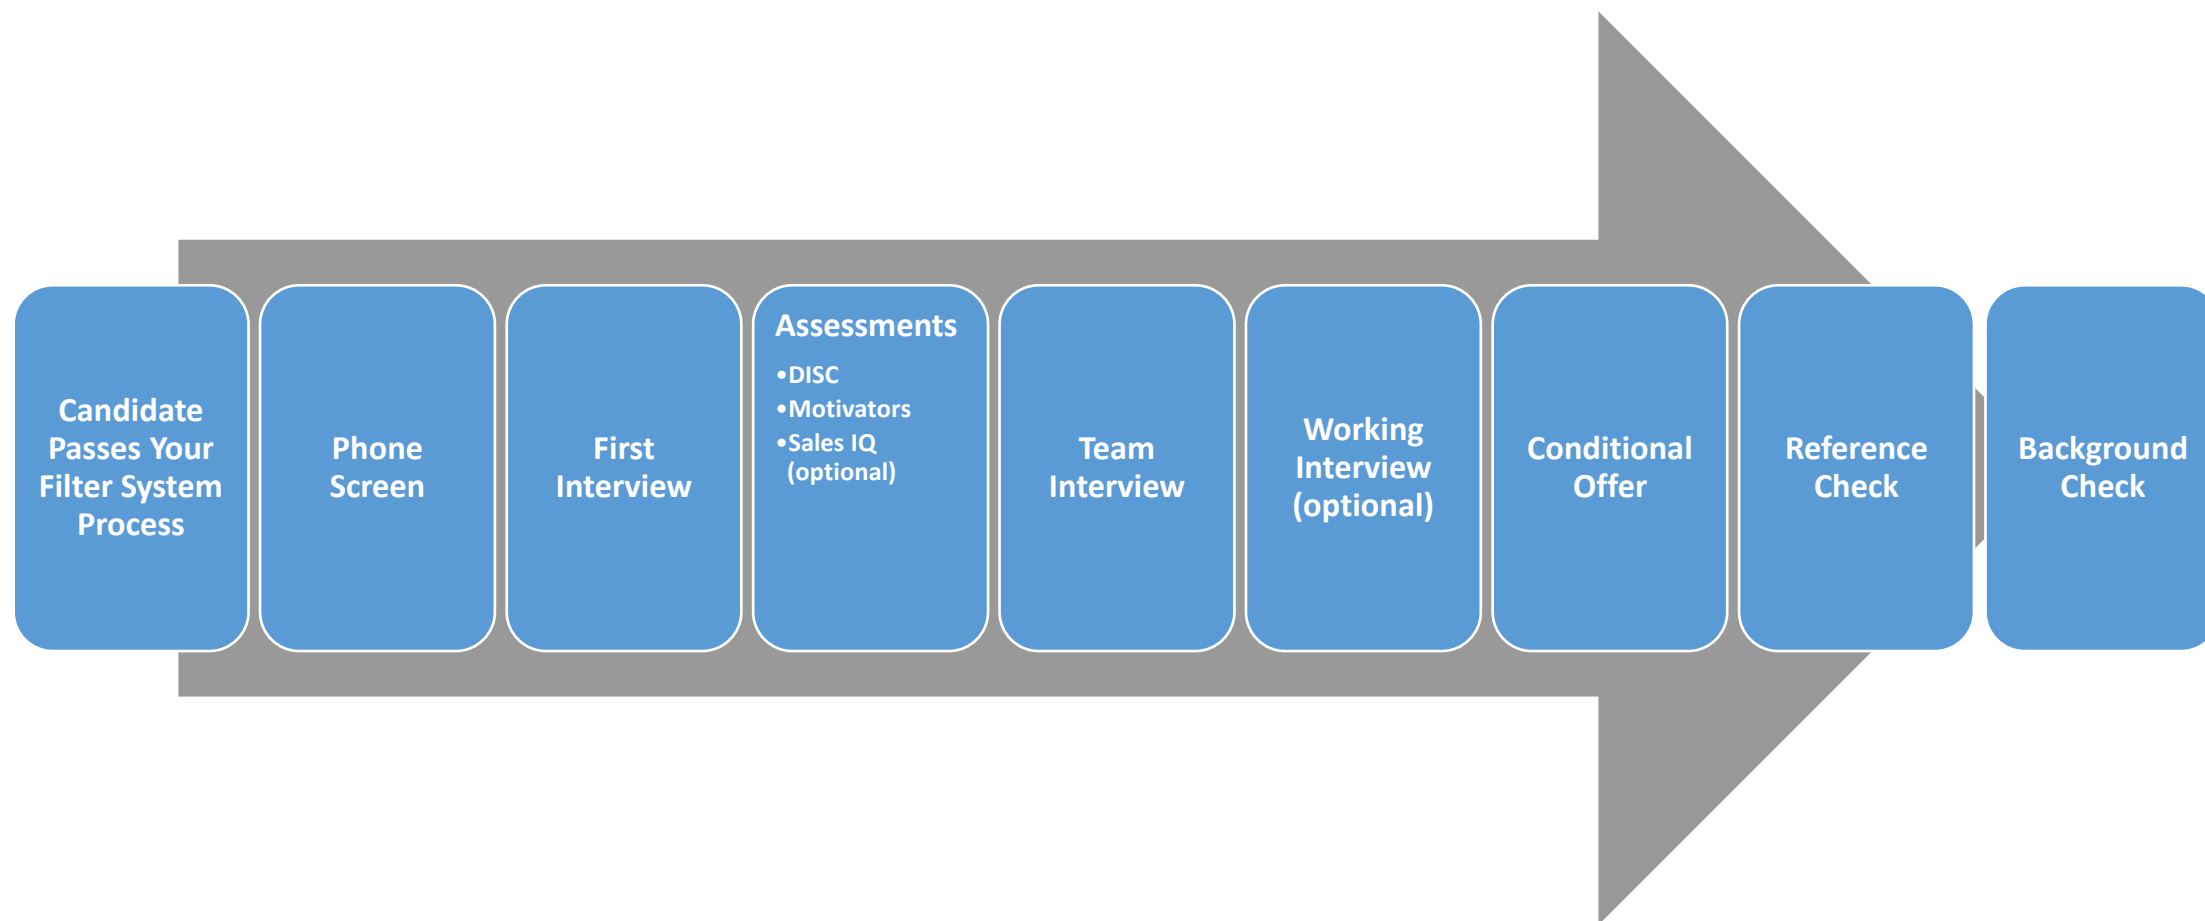 Candidate
Passes Your
Filter System
Process
Phone
Screen
First
Interview
Assessments
•DISC
•Motivators
•Sales IQ
(optional)
Team
Interview
Working
Interview
(optional)
Conditional
Offer
Reference
Check
Background
Check